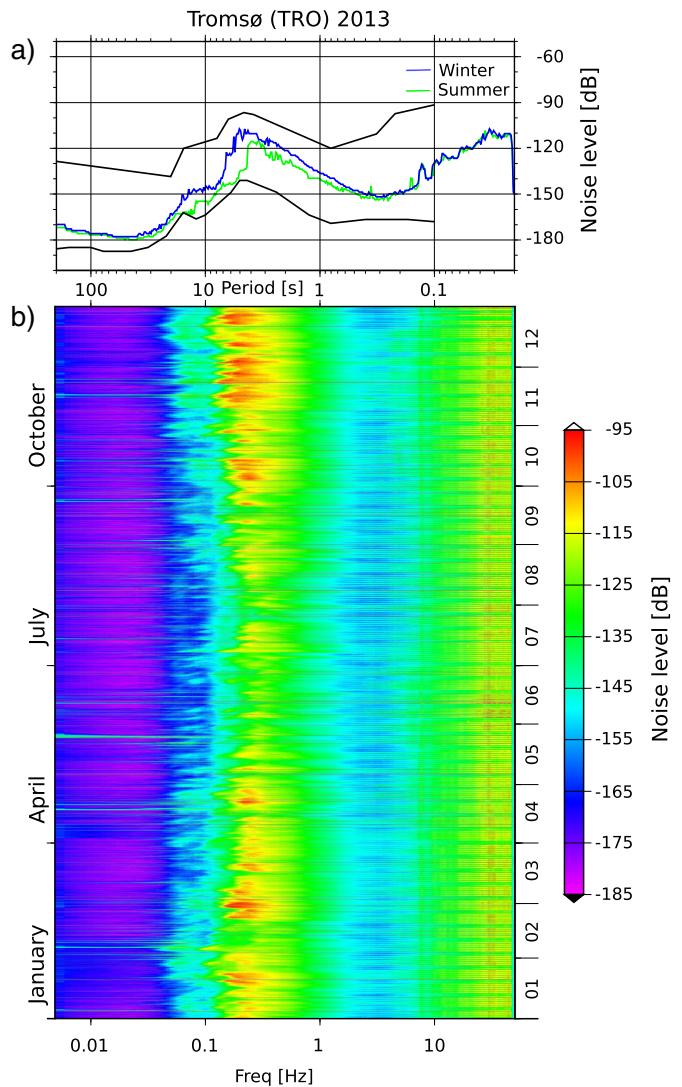 Tromsø (TRO) 2013
a)
-60
Winter
Summer
-90
-120
-150
-180
Noise level [dB]
100
10
Period [s]
1
0.1
b)
12
11
10
09
08
07
06
05
04
03
02
01
October
July
April
January
-95
-105
-115
-125
-135
-145
-155
-165
-175
-185
Noise level [dB]
0.01
0.1
1
10
Freq [Hz]